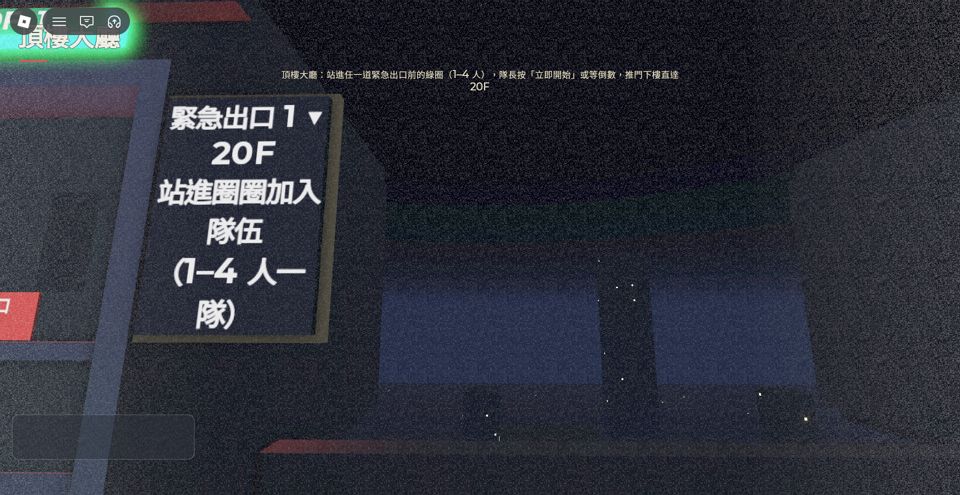 頂樓大廳
頂樓大廳：站進任一道緊急出口前的綠圈（1–4 人），隊長按「立即開始」或等倒數，推門下樓直達
20F
緊急出口 1 ▼
20F
站進圈圈加入
隊伍
（1–4 人一
隊）
口